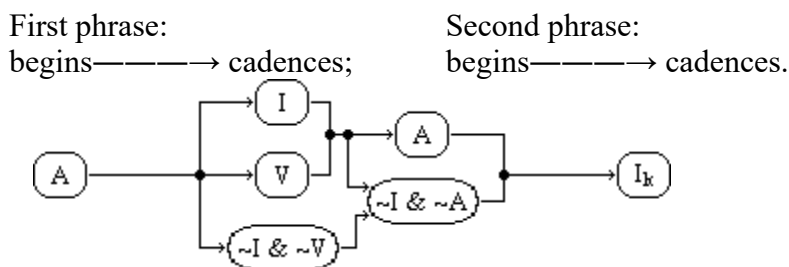 First phrase: Second phrase:
begins————→ cadences; begins————→ cadences.
I
A
A V Ik
~I & ~A
~I & ~V